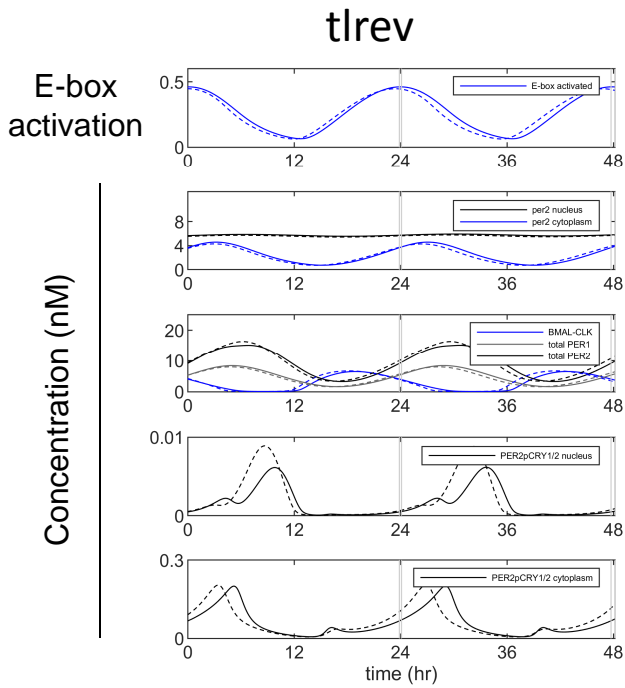 tlrev
E-box
activation
0.5
0
E-box activated
0 12 24 36 48
Concentration (nM)
8
4
0
per2 nucleus
per2 cytoplasm
0 12 24 36 48
20
10
0
BMAL-CLK
total PER1
total PER2
0 12 24 36 48
0.01
0
PER2pCRY1/2 nucleus
0 12 24 36 48
0.3
0
PER2pCRY1/2 cytoplasm
0 12 24 36 48
time (hr)